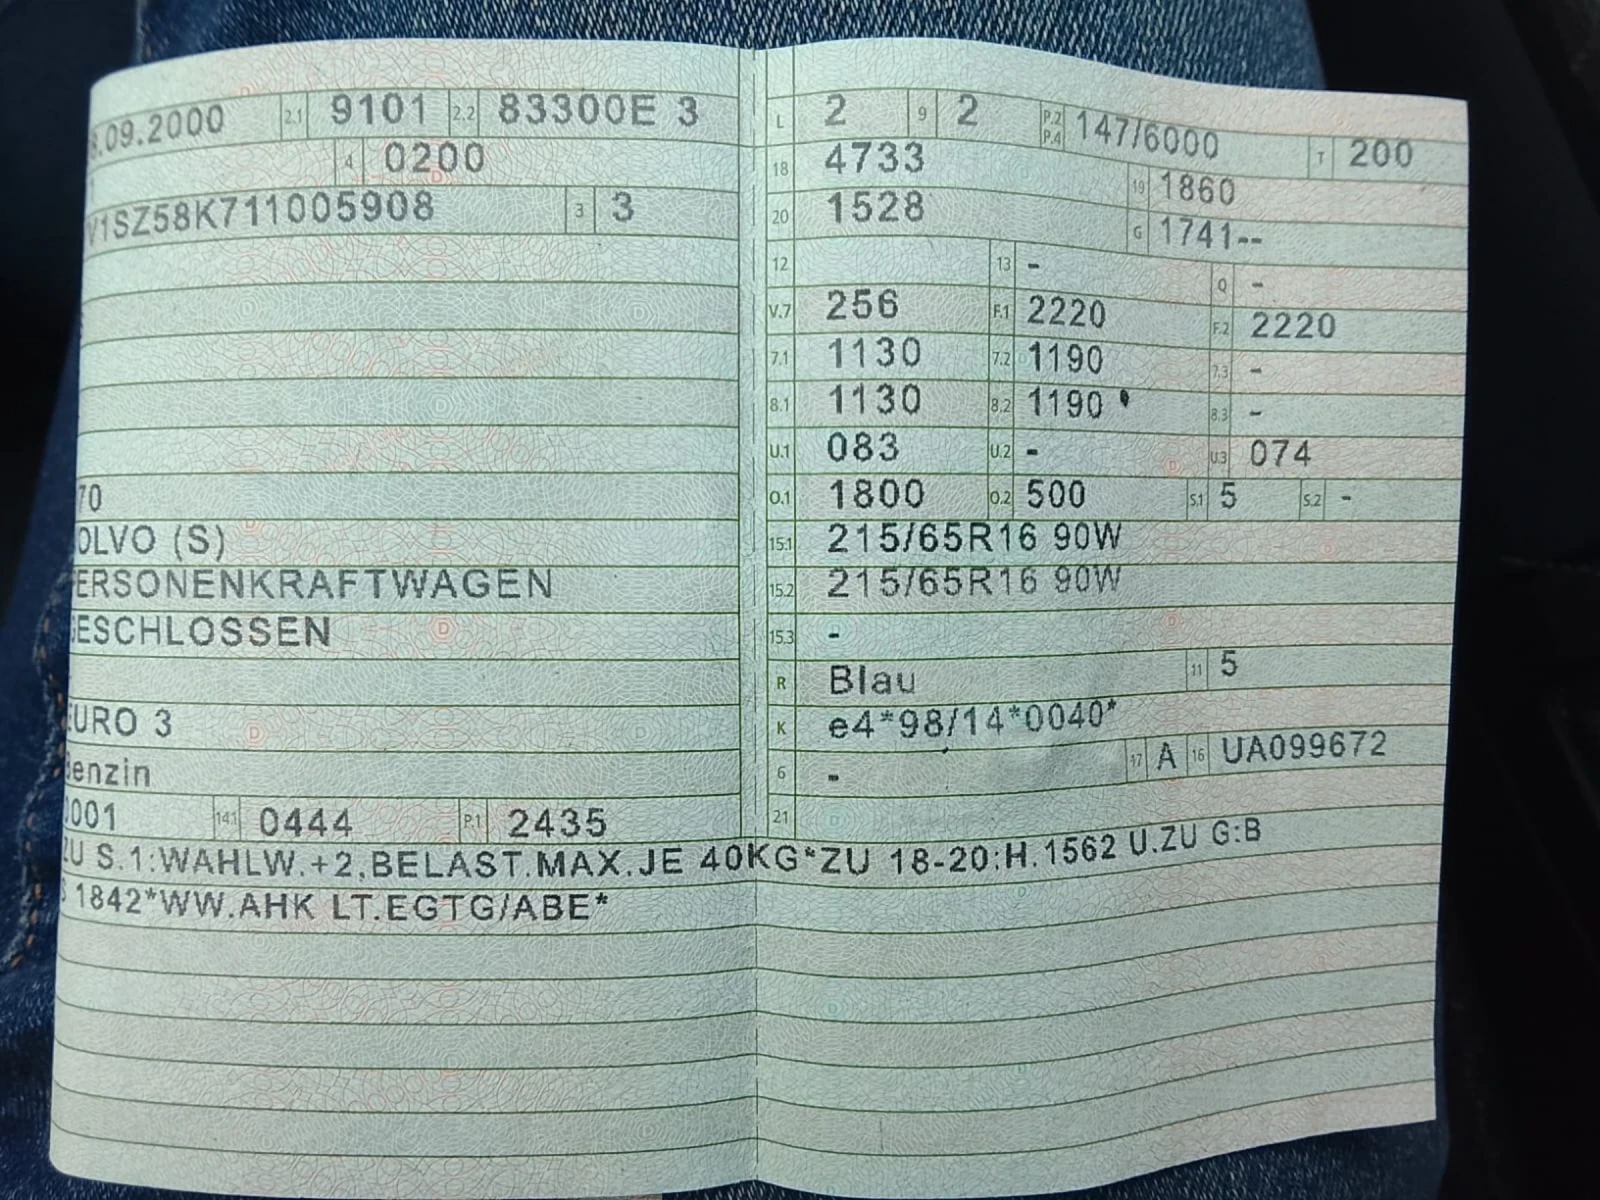 .09.2000 2.1 9101 2.2 83300E 3
4 0200
V1SZ58K711005908 3 3
70
OLVO (S)
ERSONENKRAFTWAGEN
ESCHLOSSEN
URO 3
enzin
001 14.1 0444 P.1 2435
L 2 9 2 P.2 P.4 147/6000 T 200
18 4733 19 1860
20 1528 G 1741--
12 13 - Q -
V.7 256 F.1 2220 F.2 2220
7.1 1130 7.2 1190 7.3 -
8.1 1130 8.2 1190 8.3 -
U.1 083 U.2 - U.3 074
O.1 1800 O.2 500 S.1 5 S.2 -
15.1 215/65R16 90W
15.2 215/65R16 90W
15.3 -
R Blau 11 5
K e4*98/14*0040*
6 - 17 A 16 UA099672
21
ZU S.1:WAHLW.+2,BELAST.MAX.JE 40KG*ZU 18-20:H.1562 U.ZU G:B
S 1842*WW.AHK LT.EGTG/ABE*